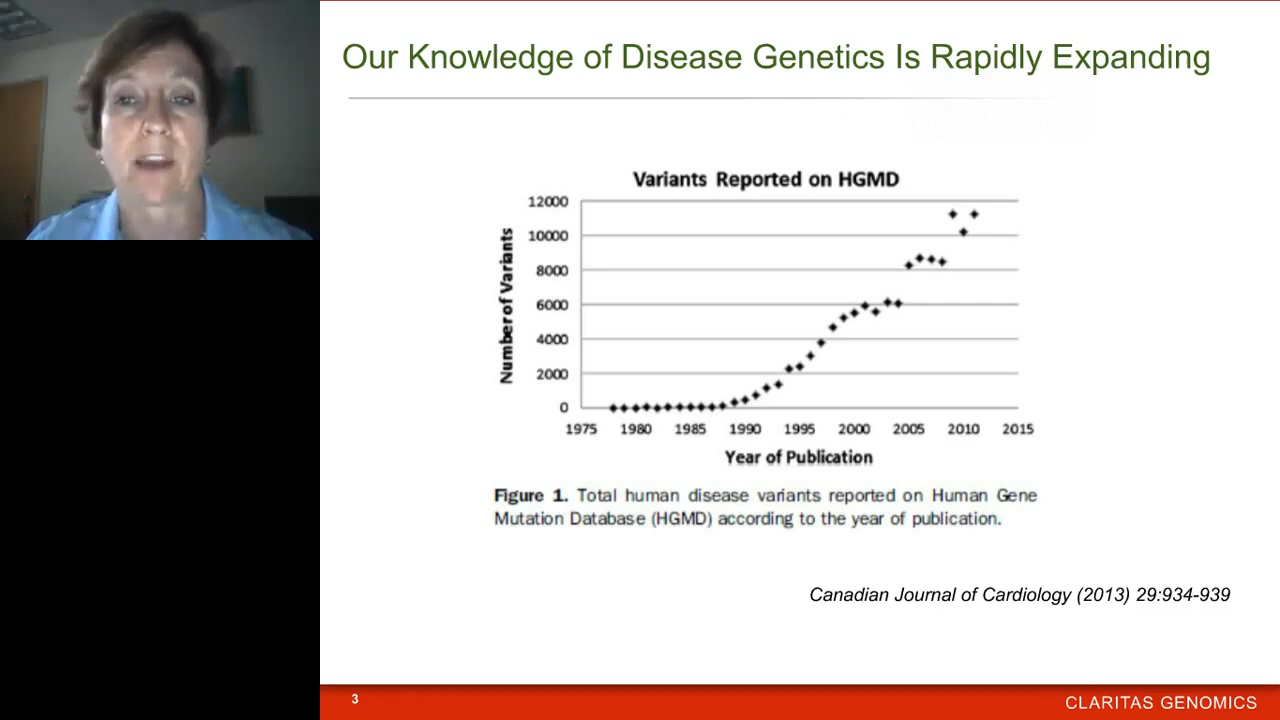 Our Knowledge of Disease Genetics Is Rapidly Expanding
Variants Reported on HGMD
Number of Variants
12000
10000
8000
6000
4000
2000
0
1975 1980 1985 1990 1995 2000 2005 2010 2015
Year of Publication
Figure 1. Total human disease variants reported on Human Gene
Mutation Database (HGMD) according to the year of publication.
Canadian Journal of Cardiology (2013) 29:934-939
3
CLARITAS GENOMICS